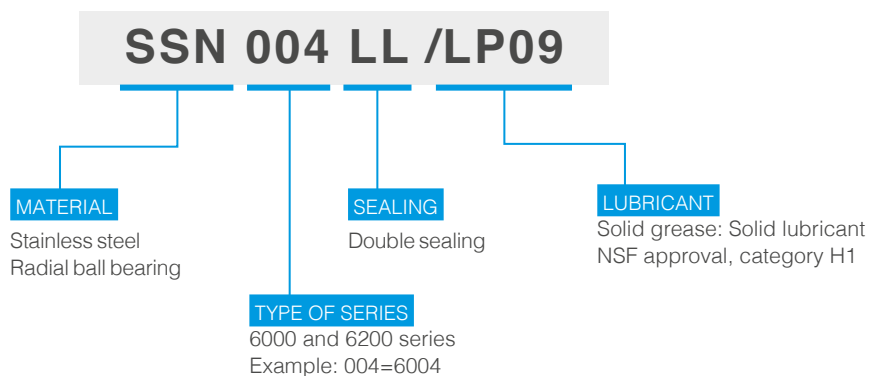 SSN 004 LL /LP09
MATERIAL
Stainless steel
Radial ball bearing
TYPE OF SERIES
6000 and 6200 series
Example: 004=6004
SEALING
Double sealing
LUBRICANT
Solid grease: Solid lubricant
NSF approval, category H1